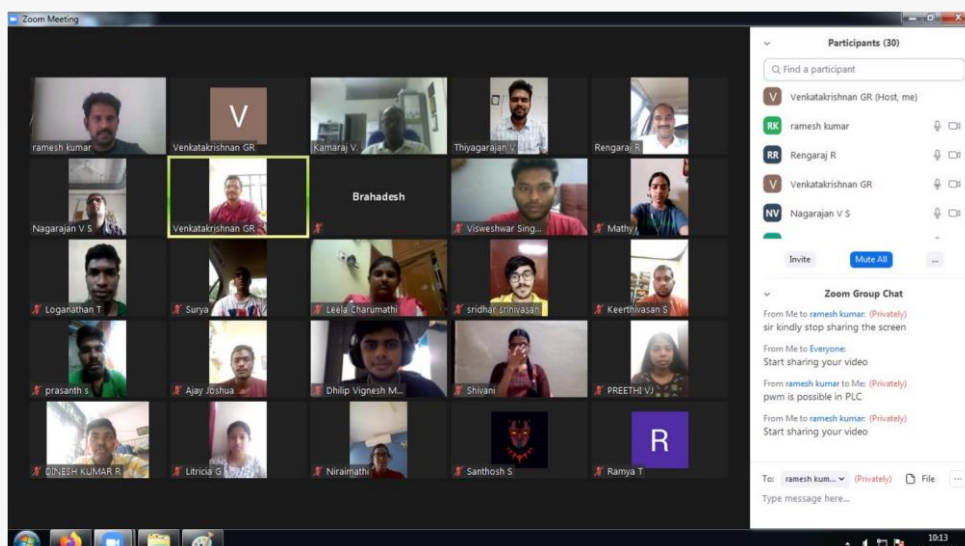 Zoom Meeting
ramesh kumar
V
Venkatakrishnan GR
Kamaraj V.
Thiyagarajan V
Rengaraj R
Nagarajan V S
Venkatakrishnan GR
Brahadesh
Visweshwar Sing...
Mathy
Loganathan T
Surya
Leela Charumathi
sridhar srinivasan
Keerthivasan S
prasanth s
Ajay Joshua
Dhilip Vignesh M...
Shivani
PREETHI VJ
DINESH KUMAR R
Litricia G
Niraimathi
Santhosh S
R
Ramya T
Participants (30)
Find a participant
V Venkatakrishnan GR (Host, me)
RK ramesh kumar
RR Rengaraj R
V Venkatakrishnan GR
NV Nagarajan V S
Invite Mute All ...
Zoom Group Chat
From Me to ramesh kumar: (Privately)
sir kindly stop sharing the screen
From Me to Everyone:
Start sharing your video
From ramesh kumar to Me: (Privately)
pwm is possible in PLC
From Me to ramesh kumar: (Privately)
Start sharing your video
To: ramesh kum... (Privately) File ...
Type message here...
10:13